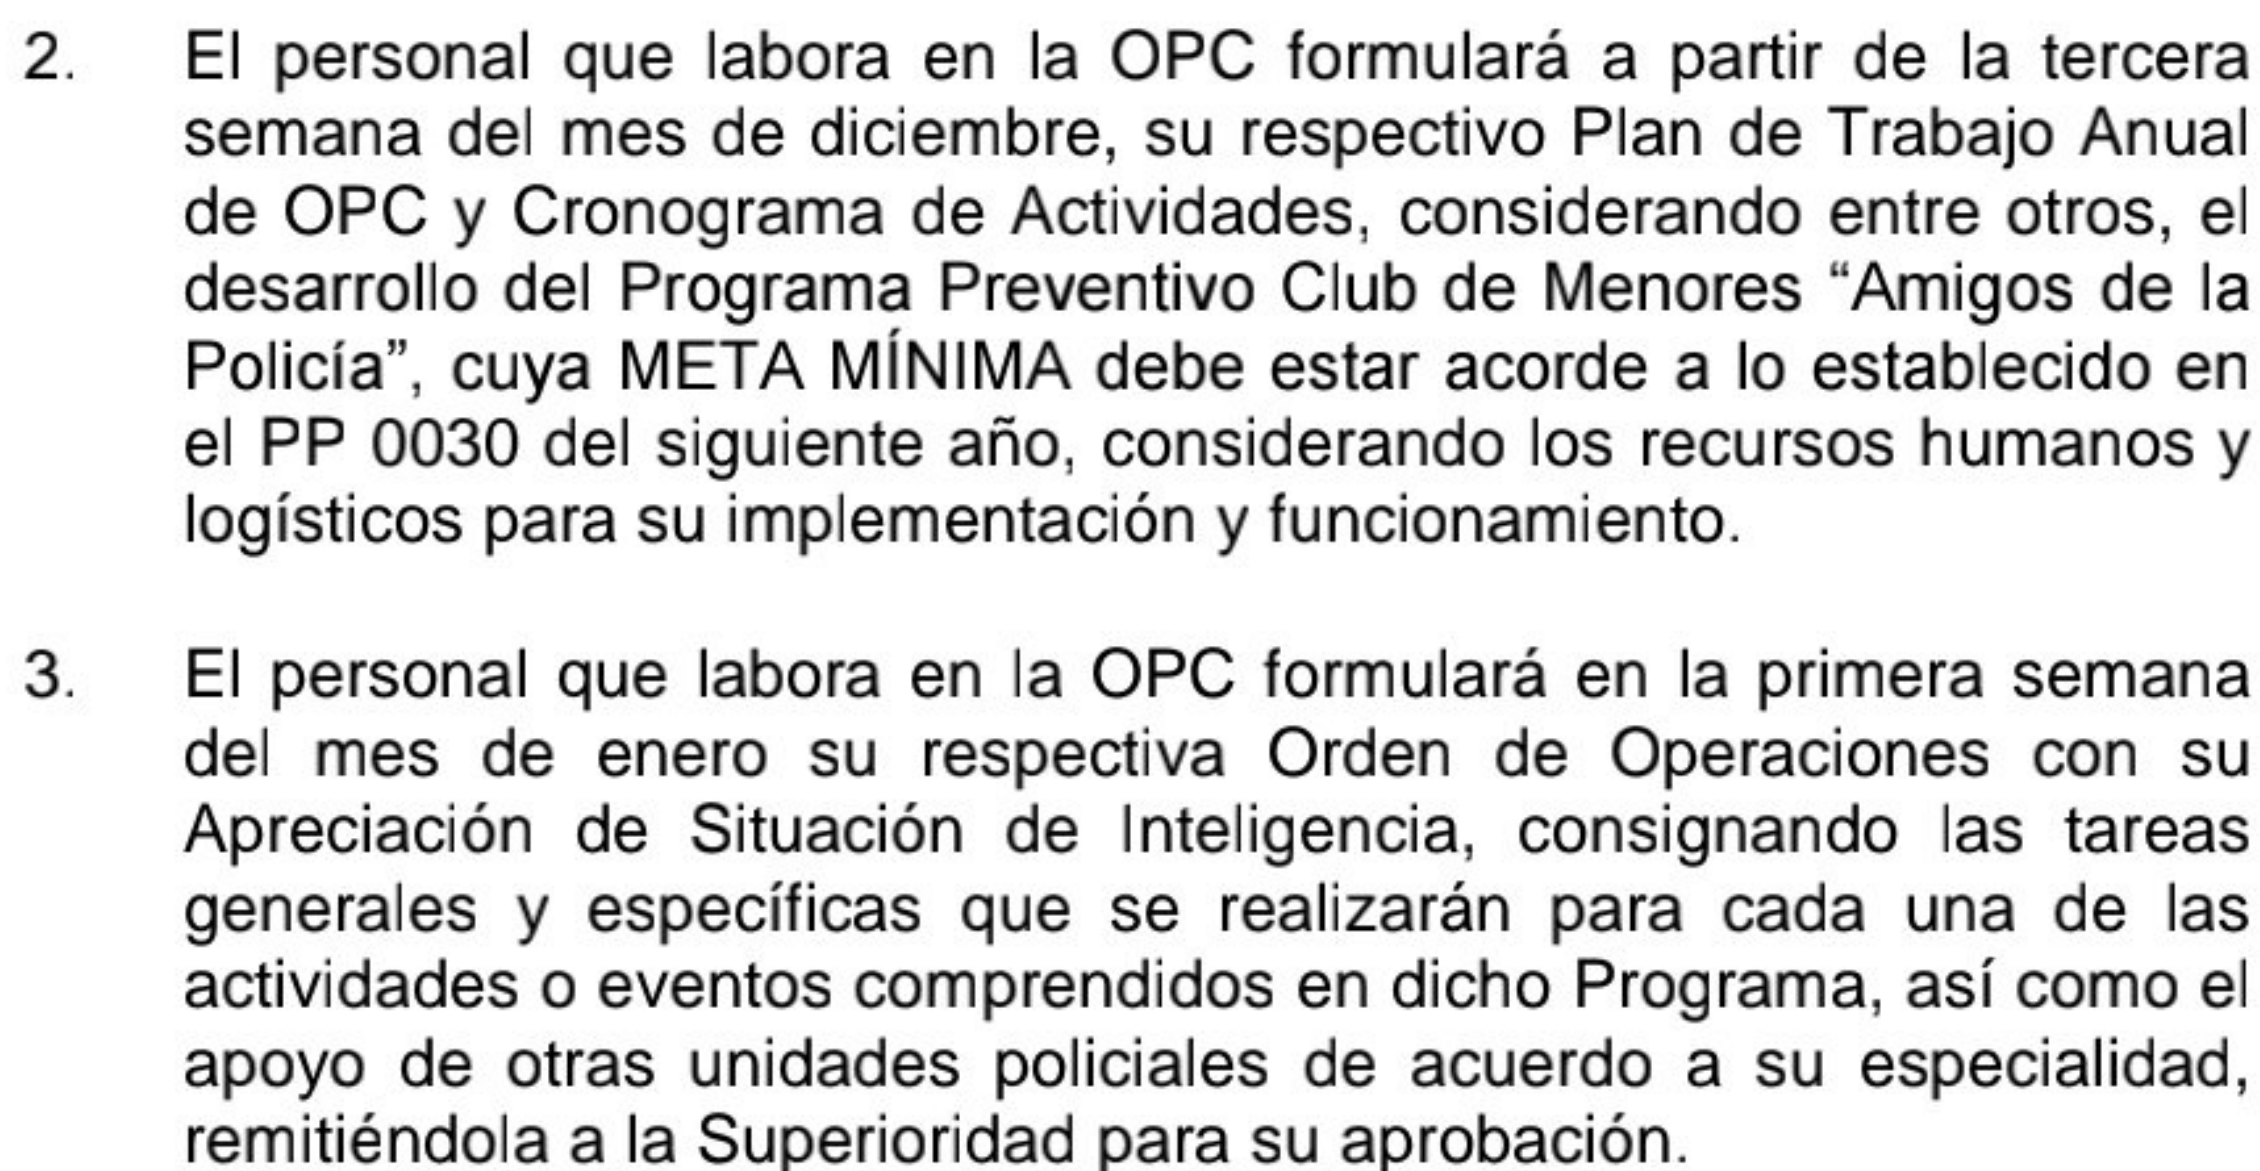 2. El personal que labora en la OPC formulará a partir de la tercera
semana del mes de diciembre, su respectivo Plan de Trabajo Anual
de OPC y Cronograma de Actividades, considerando entre otros, el
desarrollo del Programa Preventivo Club de Menores “Amigos de la
Policía”, cuya META MÍNIMA debe estar acorde a lo establecido en
el PP 0030 del siguiente año, considerando los recursos humanos y
logísticos para su implementación y funcionamiento.
3. El personal que labora en la OPC formulará en la primera semana
del mes de enero su respectiva Orden de Operaciones con su
Apreciación de Situación de Inteligencia, consignando las tareas
generales y específicas que se realizarán para cada una de las
actividades o eventos comprendidos en dicho Programa, así como el
apoyo de otras unidades policiales de acuerdo a su especialidad,
remitiéndola a la Superioridad para su aprobación.